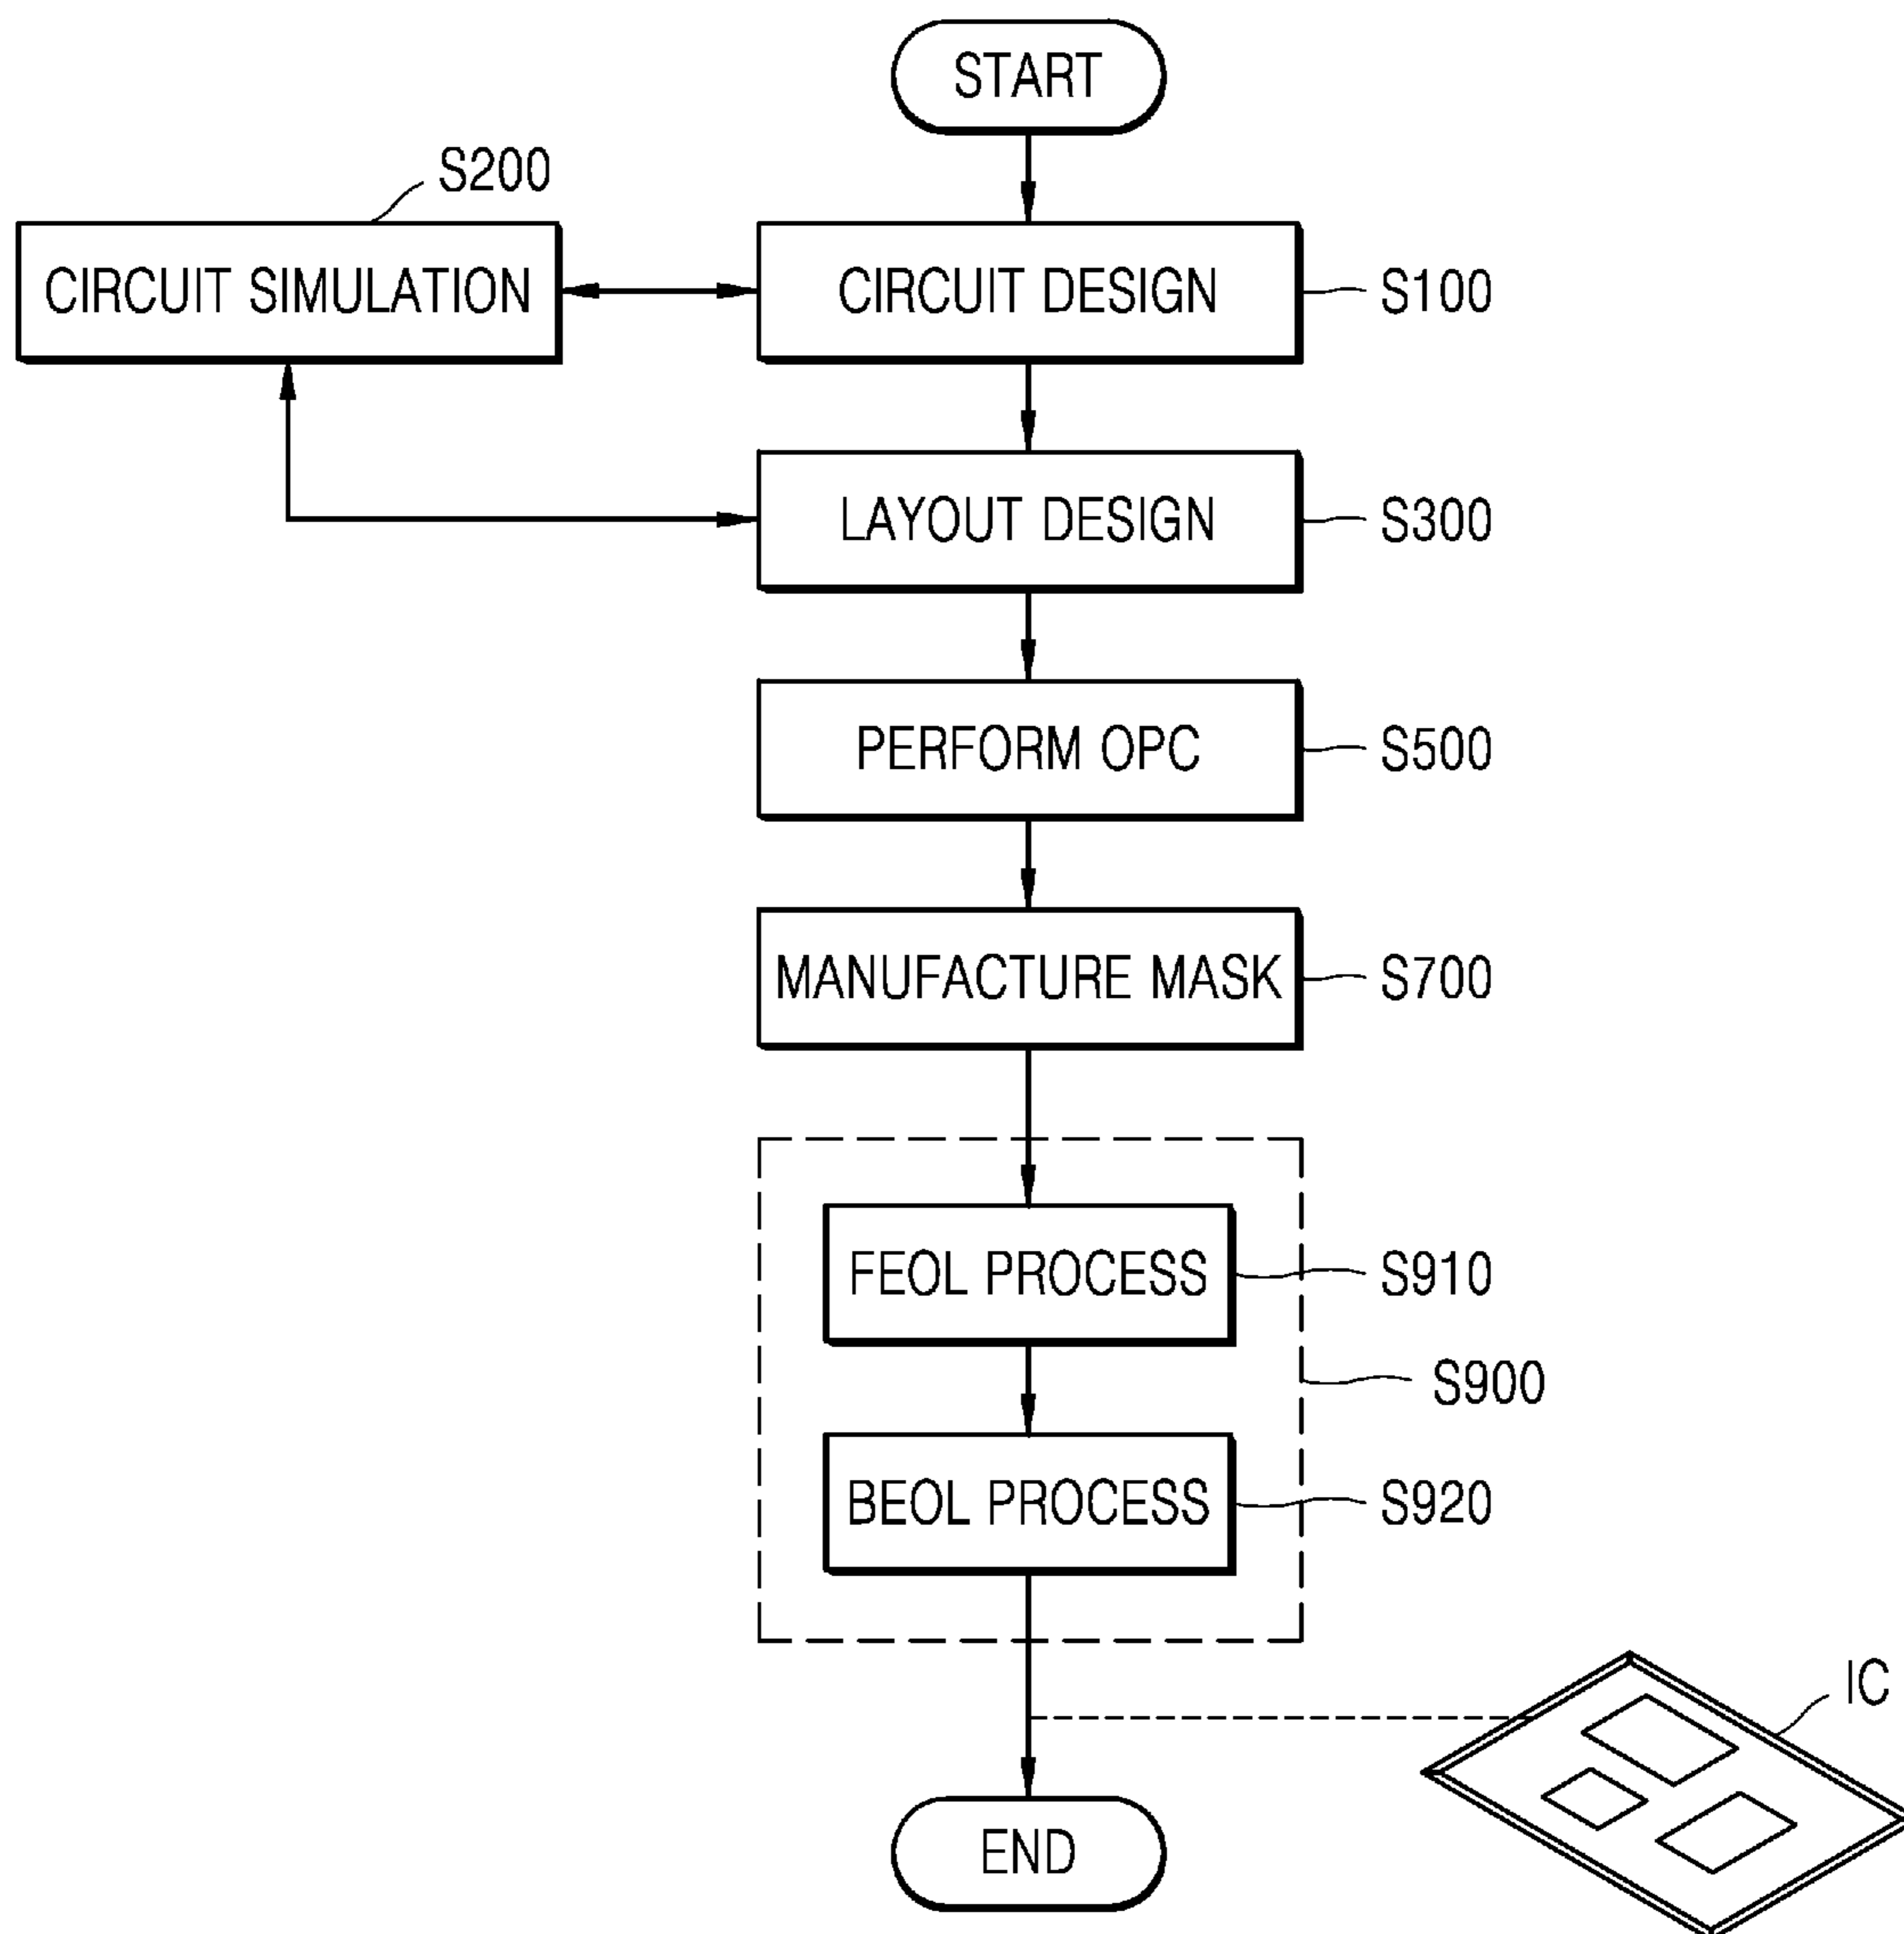 START
S200
CIRCUIT SIMULATION
CIRCUIT DESIGN
S100
LAYOUT DESIGN
S300
PERFORM OPC
S500
MANUFACTURE MASK
S700
FEOL PROCESS
S910
S900
BEOL PROCESS
S920
IC
END